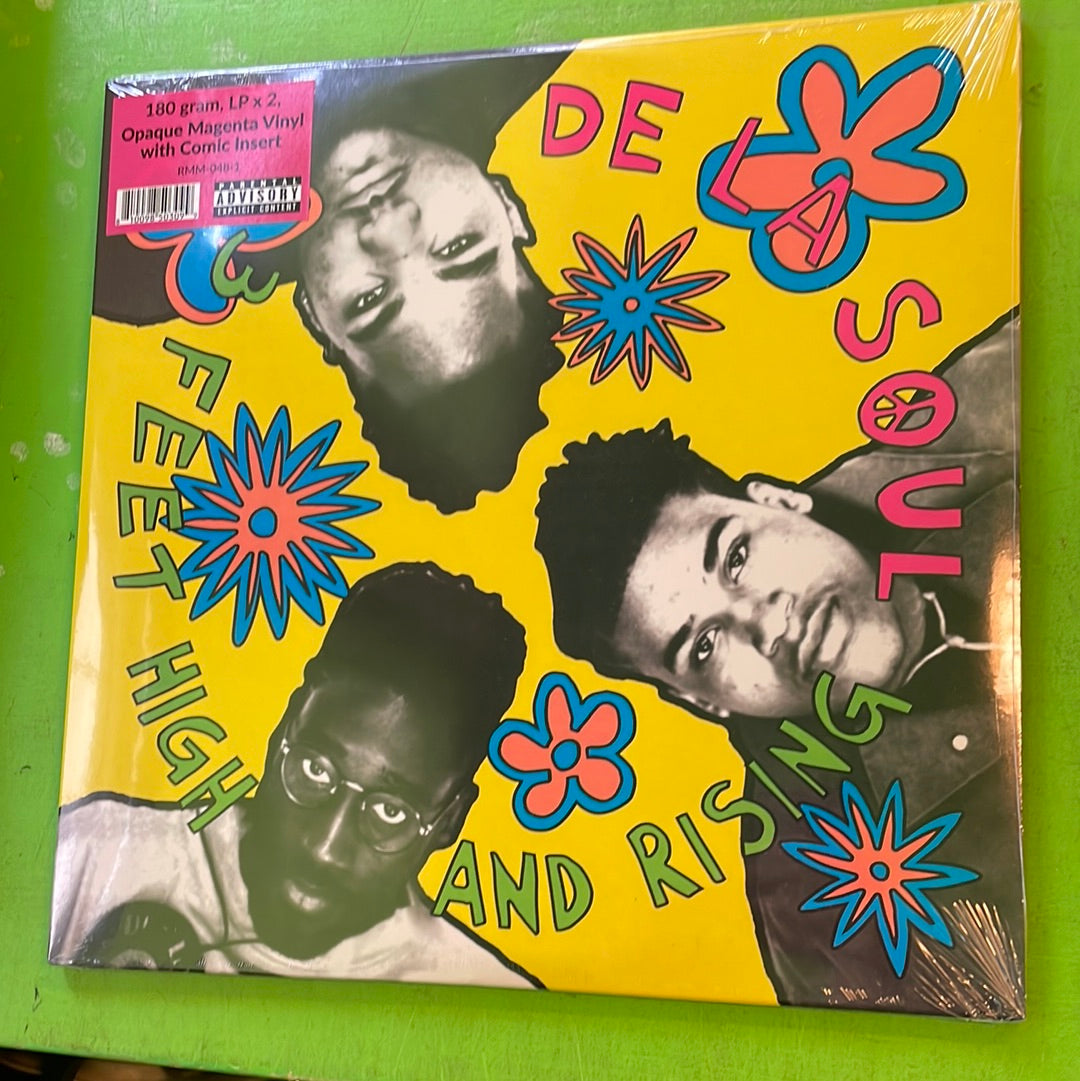 180 gram, LP x 2,
Opaque Magenta Vinyl
with Comic Insert
RMM-048-1
PARENTAL
ADVISORY
EXPLICIT CONTENT
DE LA SOUL
3 FEET HIGH AND RISING